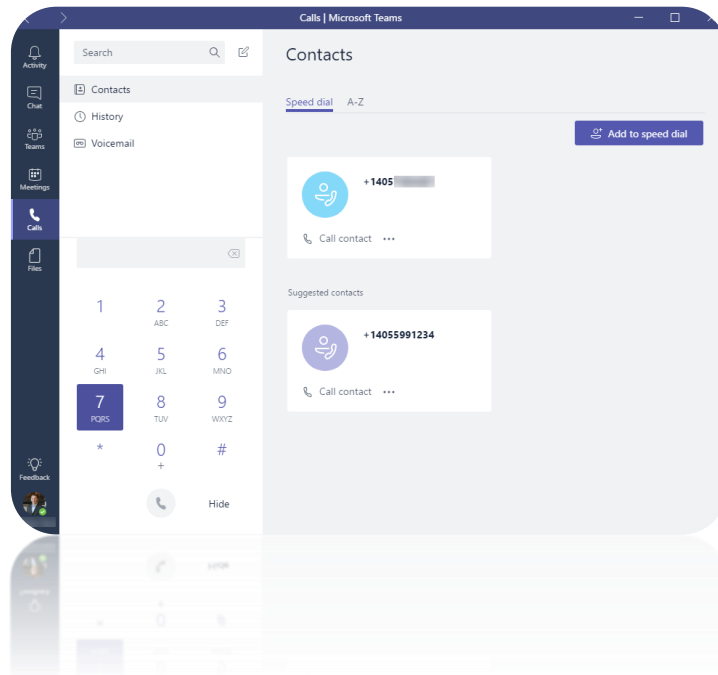 Calls | Microsoft Teams
Activity
Chat
Teams
Meetings
Calls
Files
Feedback
Search
Contacts
History
Voicemail
1
2 3
ABC DEF
4 5 6
GHI JKL MNO
7 8 9
PQRS TUV WXYZ
* 0 #
+
Hide
Contacts
Speed dial A-Z
Add to speed dial
+1405
Call contact
Suggested contacts
+14055991234
Call contact